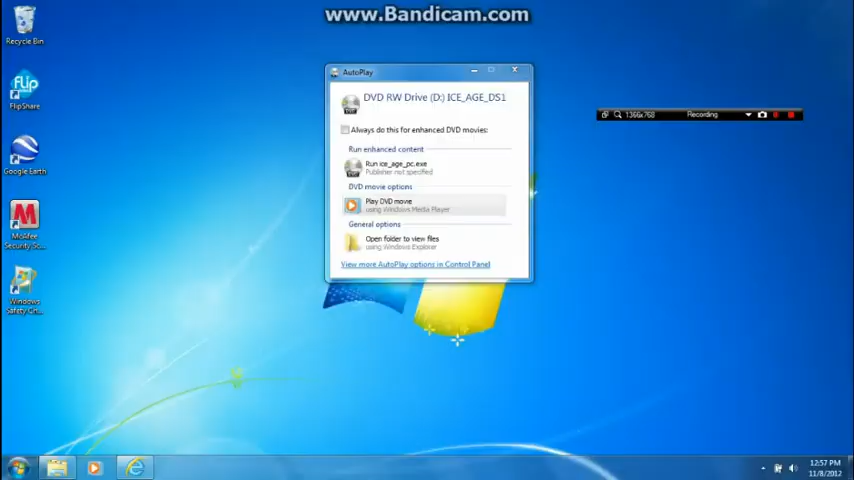 www.Bandicam.com
Recycle Bin
AutoPlay
DVD RW Drive (D:) ICE_AGE_DS1
flip
FlipShare
1366x768
Recording
Always do this for enhanced DVD movies:
Run enhanced content
Run ice_age_pc.exe
Publisher not specified
Google Earth
DVD movie options
Play DVD movie
using Windows Media Player
General options
Open folder to view files
using Windows Explorer
McAfee
Security Sc...
View more AutoPlay options in Control Panel
Windows
Safety Cr...
12:57 PM
11/8/2012